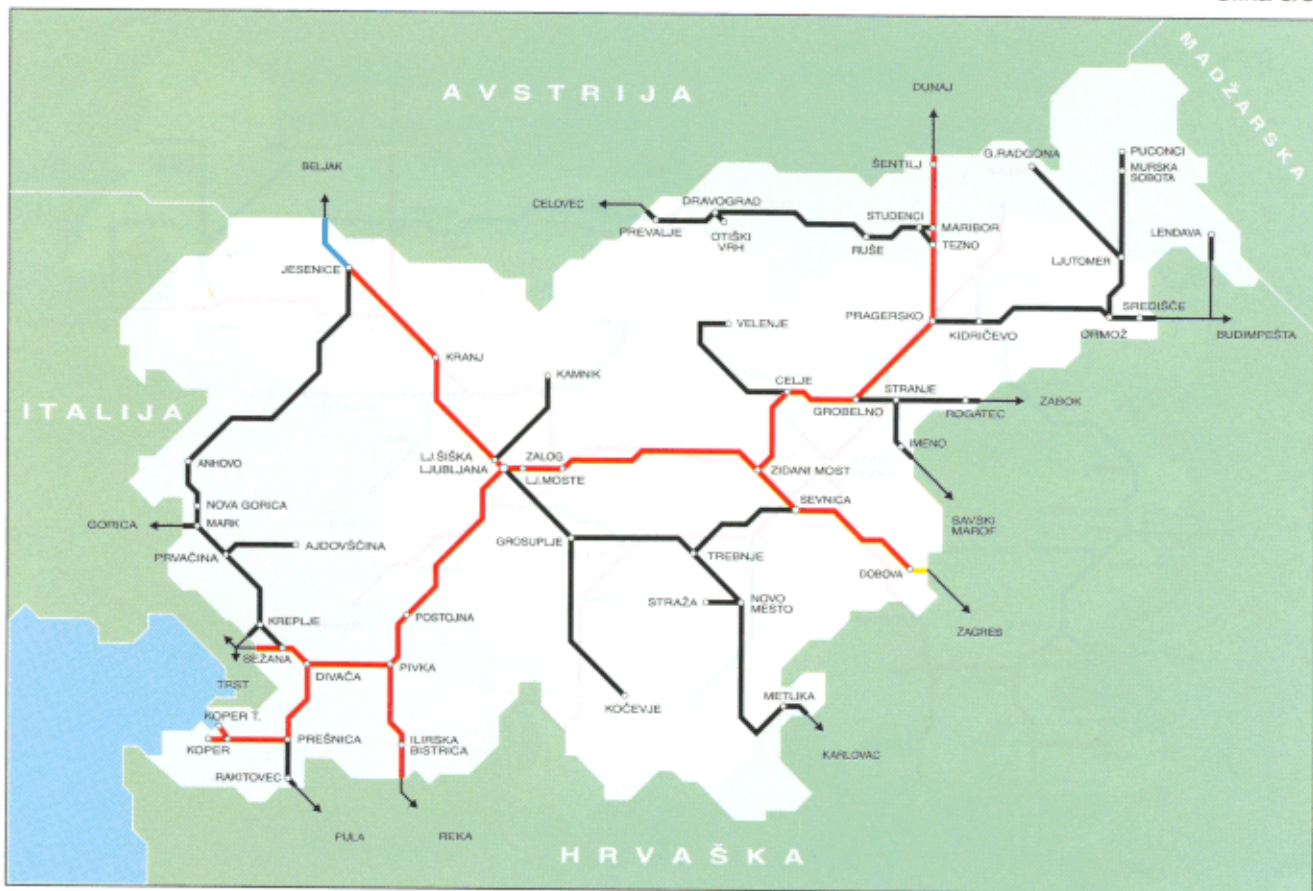 AVSTRIJA
MADŽARSKA
DUNAJ
BELJAK
ŠENTILJ
G.RADGONA
PUCONCI
MURSKA
SOBOTA
CELOVEC
DRAVOGRAD
PREVALJE
OTIŠKI
VRH
STUDENCI
MARIBOR
RUŠE
TEZNO
LENDAVA
LJUTOMER
JESENICE
VELENJE
PRAGERSKO
KIDRIČEVO
ORMOŽ
SREDIŠČE
BUDIMPEŠTA
KRANJ
KAMNIK
CELJE
STRANJE
GROBELNO
ROGATEC
ZABOK
ITALIJA
IMENO
ANHOVO
LJ.ŠIŠKA
LJUBLJANA
ZALOG
LJ.MOSTE
ZIDANI MOST
NOVA GORICA
SEVNICA
SAVSKI
MAROF
GORICA
MARK
PRVAČINA
AJDOVŠČINA
GROSUPLJE
TREBNJE
DOBOVA
STRAŽA
NOVO
MESTO
POSTOJNA
ZAGREB
KREPLJE
SEŽANA
DIVAČA
PIVKA
TRST
KOČEVJE
METLIKA
KOPER T.
KOPER
PREŠNICA
ILIRSKA
BISTRICA
KARLOVAC
RAKITOVEC
PULA
REKA
HRVAŠKA